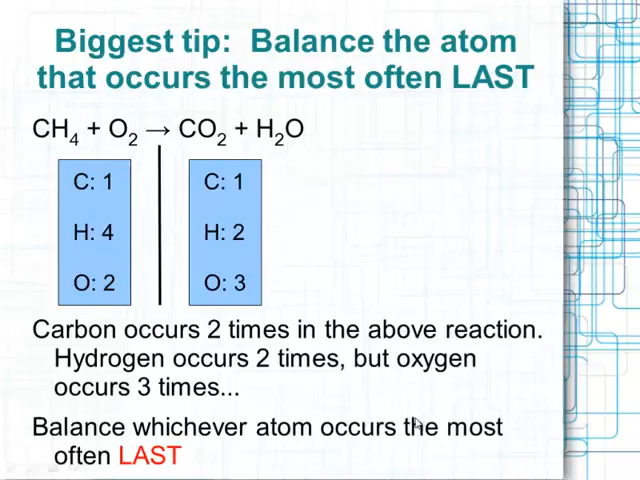 Biggest tip: Balance the atom
that occurs the most often LAST
CH₄ + O₂ → CO₂ + H₂O
C: 1
H: 4
O: 2
C: 1
H: 2
O: 3
Carbon occurs 2 times in the above reaction.
Hydrogen occurs 2 times, but oxygen
occurs 3 times...
Balance whichever atom occurs the most
often LAST